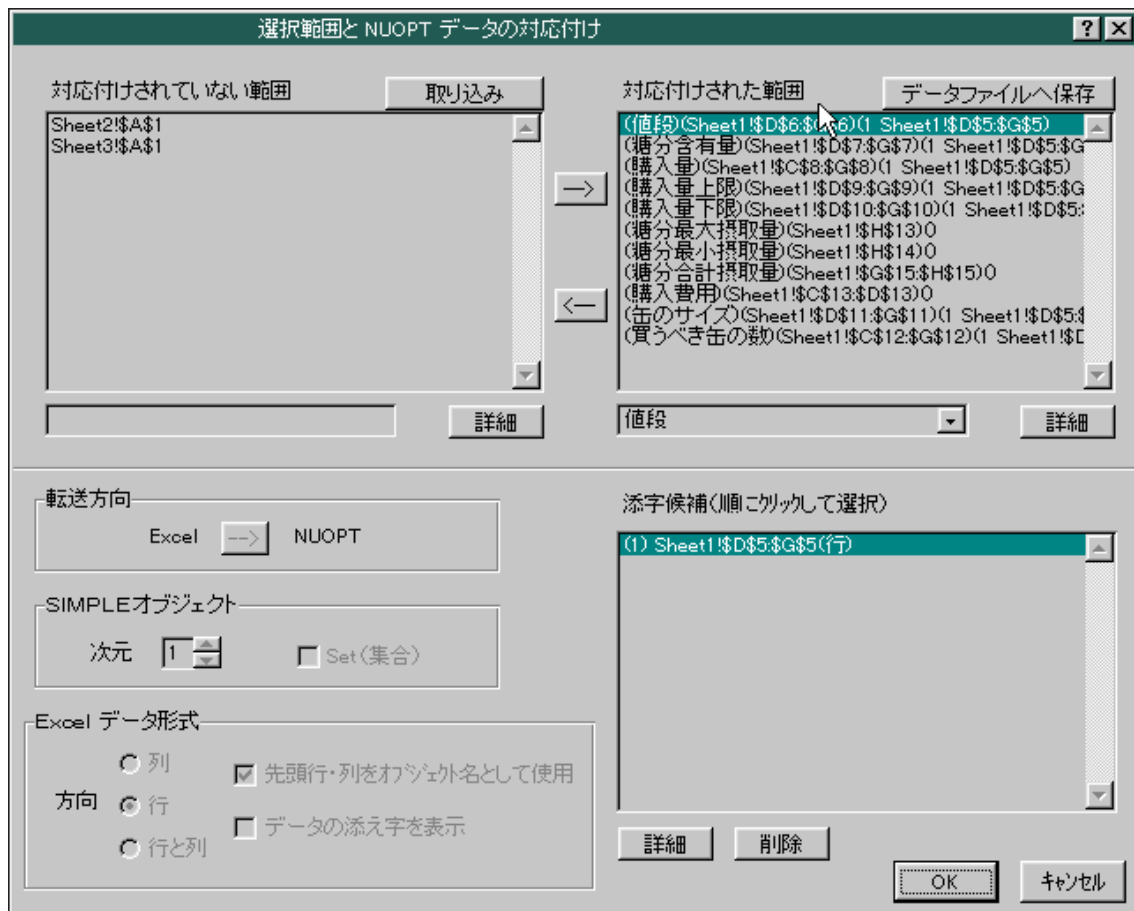 選択範囲と NUOPT データの対応付け
対応付けされていない範囲
取り込み
Sheet2!$A$1
Sheet3!$A$1
詳細
-->
<--
対応付けされた範囲
データファイルへ保存
(値段)(Sheet1!$D$6:$G$6)(1 Sheet1!$D$5:$G$5)
(糖分含有量)(Sheet1!$D$7:$G$7)(1 Sheet1!$D$5:$G
(購入量)(Sheet1!$C$8:$G$8)(1 Sheet1!$D$5:$G$5)
(購入量上限)(Sheet1!$D$9:$G$9)(1 Sheet1!$D$5:$G
(購入量下限)(Sheet1!$D$10:$G$10)(1 Sheet1!$D$5:
(糖分最大摂取量)(Sheet1!$H$13)()
(糖分最小摂取量)(Sheet1!$H$14)()
(糖分合計摂取量)(Sheet1!$G$15:$H$15)()
(購入費用)(Sheet1!$C$13:$D$13)()
(缶のサイズ)(Sheet1!$D$11:$G$11)(1 Sheet1!$D$5:$
(買うべき缶の数)(Sheet1!$C$12:$G$12)(1 Sheet1!$D
値段
詳細
転送方向
Excel --> NUOPT
SIMPLEオブジェクト
次元 1 Set(集合)
Excel データ形式
方向
列
行
行と列
先頭行・列をオブジェクト名として使用
データの添え字を表示
添字候補(順にクリックして選択)
(1) Sheet1!$D$5:$G$5(行)
詳細
削除
OK
キャンセル